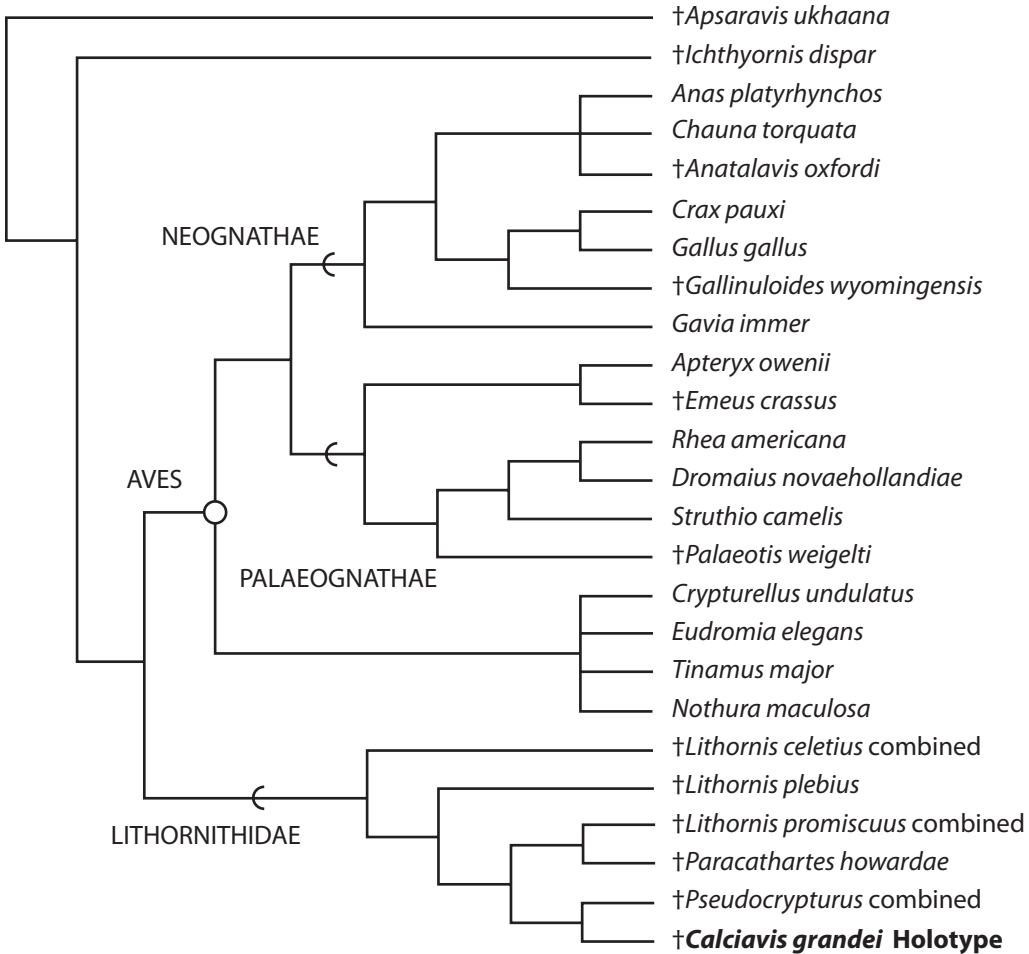 †Apsaravis ukhaana
†Ichthyornis dispar
Anas platyrhynchos
Chauna torquata
†Anatalavis oxfordi
Crax pauxi
NEOGNATHAE
Gallus gallus
†Gallinuloides wyomingensis
Gavia immer
Apteryx owenii
†Emeus crassus
Rhea americana
AVES
Dromaius novaehollandiae
Struthio camelis
†Palaeotis weigelti
PALAEOGNATHAE
Crypturellus undulatus
Eudromia elegans
Tinamus major
Nothura maculosa
†Lithornis celetius combined
†Lithornis plebius
†Lithornis promiscuus combined
LITHORNITHIDAE
†Paracathartes howardae
†Pseudocrypturus combined
†Calciavis grandei Holotype